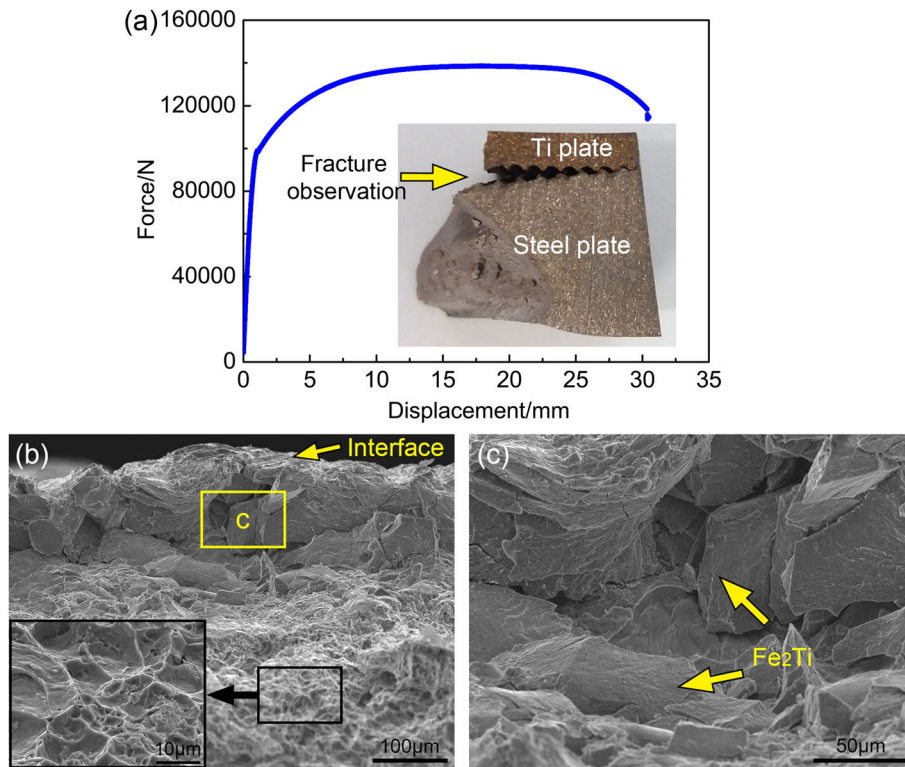 (a)
160000
120000
80000
40000
0
Force/N
0 5 10 15 20 25 30 35
Displacement/mm
Fracture
observation
Ti plate
Steel plate
(b)
Interface
c
10μm
100μm
(c)
Fe₂Ti
50μm